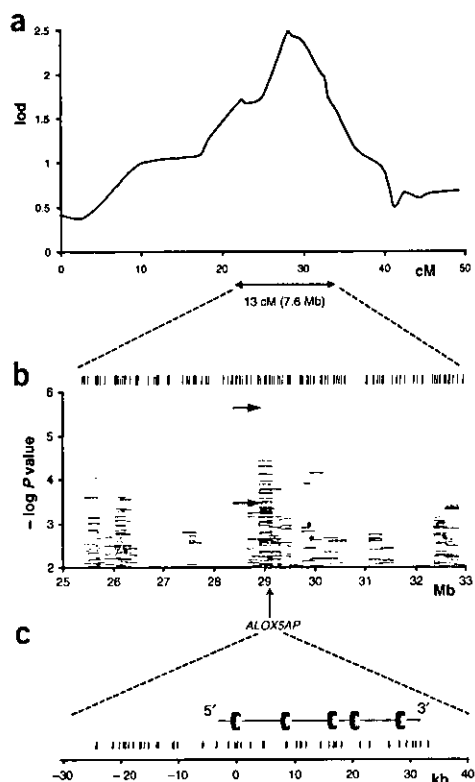 a
2.5
2
1.5
1
0.5
0
lod
0 10 20 30 40 50
cM
13 cM (7.6 Mb)
b
6
5
4
3
2
– log P value
25 26 27 28 29 30 31 32 33
Mb
ALOX5AP
c
5' 3'
–30 –20 –10 0 10 20 30 40
kb